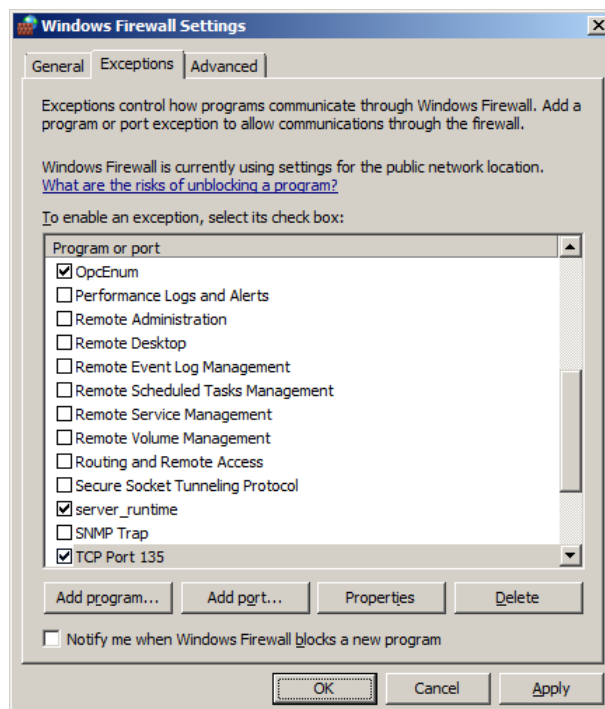 Windows Firewall Settings
General Exceptions Advanced
Exceptions control how programs communicate through Windows Firewall. Add a
program or port exception to allow communications through the firewall.
Windows Firewall is currently using settings for the public network location.
What are the risks of unblocking a program?
To enable an exception, select its check box:
Program or port
OpcEnum
Performance Logs and Alerts
Remote Administration
Remote Desktop
Remote Event Log Management
Remote Scheduled Tasks Management
Remote Service Management
Remote Volume Management
Routing and Remote Access
Secure Socket Tunneling Protocol
server_runtime
SNMP Trap
TCP Port 135
Add program... Add port... Properties Delete
Notify me when Windows Firewall blocks a new program
OK Cancel Apply